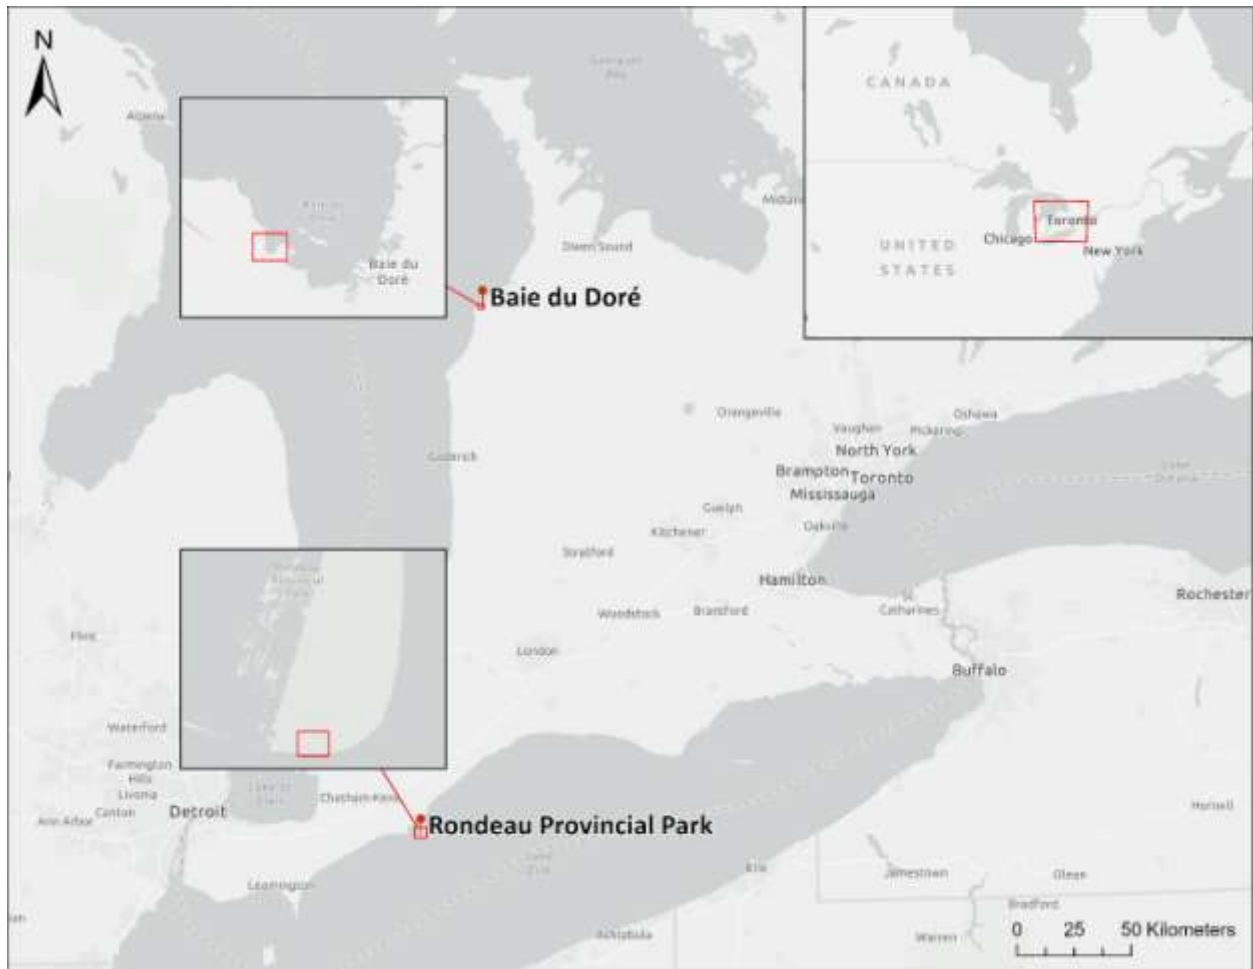 N
Alpena
Owen Sound
Midland
CANADA
UNITED
STATES
Toronto
Chicago
New York
Baie du
Doré
Baie du Doré
Orangeville
Oshawa
Vaughan
Pickering
North York
Brampton
Toronto
Mississauga
Goderich
Guelph
Oakville
Kitchener
Stratford
Hamilton
St.
Catharines
Rochester
Woodstock
Brantford
Flint
London
Buffalo
Waterford
Farmington
Hills
Livonia
Canton
Ann Arbor
Detroit
Chatham-Kent
Rondeau Provincial Park
Hornell
Leamington
Erie
Jamestown
Olean
Bradford
Warren
Ashtabula
0 25 50 Kilometers